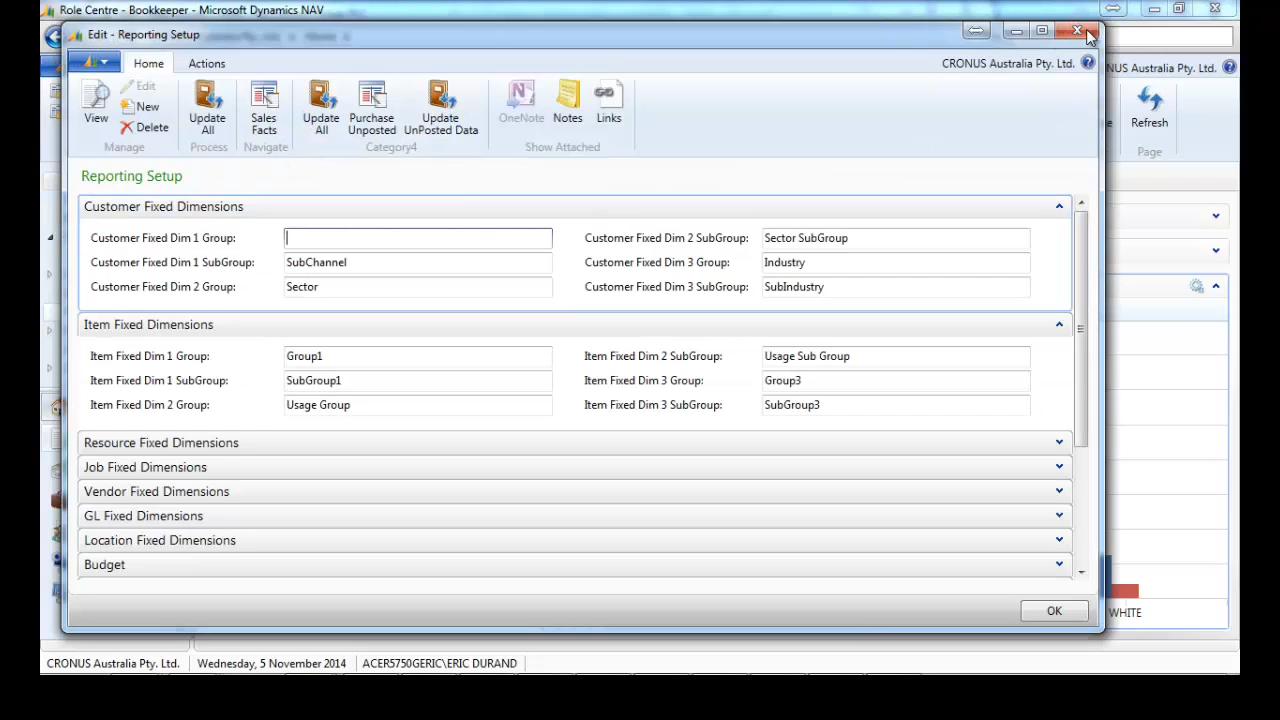 Role Centre - Bookkeeper - Microsoft Dynamics NAV
Edit - Reporting Setup
Home Actions
CRONUS Australia Pty. Ltd.
NUS Australia Pty. Ltd.
View
Edit
New
Delete
Manage
Update All
Process
Sales Facts
Navigate
Update All
Purchase Unposted
Update UnPosted Data
Category4
OneNote
Notes
Links
Show Attached
Refresh
Page
Reporting Setup
Customer Fixed Dimensions
Customer Fixed Dim 1 Group:
Customer Fixed Dim 2 SubGroup: Sector SubGroup
Customer Fixed Dim 1 SubGroup: SubChannel
Customer Fixed Dim 3 Group: Industry
Customer Fixed Dim 2 Group: Sector
Customer Fixed Dim 3 SubGroup: SubIndustry
Item Fixed Dimensions
Item Fixed Dim 1 Group: Group1
Item Fixed Dim 2 SubGroup: Usage Sub Group
Item Fixed Dim 1 SubGroup: SubGroup1
Item Fixed Dim 3 Group: Group3
Item Fixed Dim 2 Group: Usage Group
Item Fixed Dim 3 SubGroup: SubGroup3
Resource Fixed Dimensions
Job Fixed Dimensions
Vendor Fixed Dimensions
GL Fixed Dimensions
Location Fixed Dimensions
Budget
OK
WHITE
CRONUS Australia Pty. Ltd.
Wednesday, 5 November 2014
ACER5750GERIC\ERIC DURAND